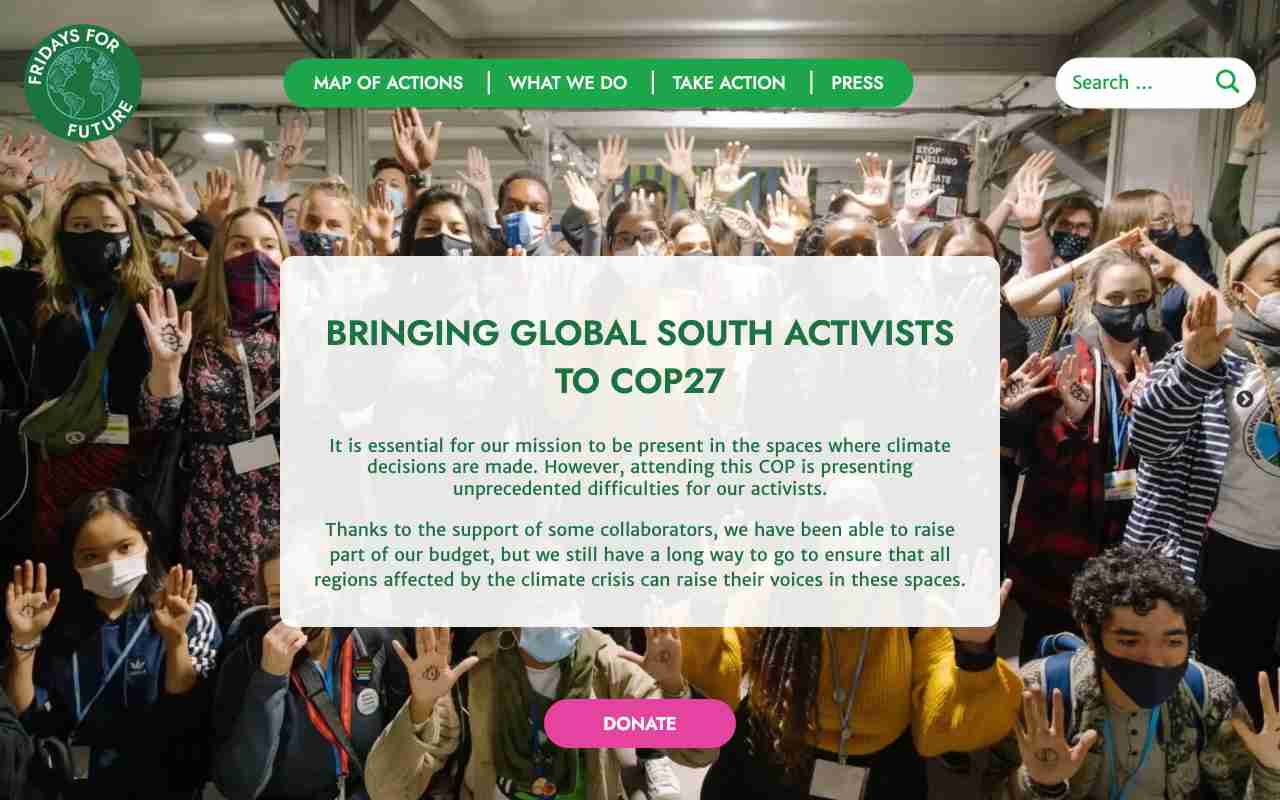 FRIDAYS FOR
FUTURE
MAP OF ACTIONS
WHAT WE DO
TAKE ACTION
PRESS
Search ...
STOP
FUELLING
BRINGING GLOBAL SOUTH ACTIVISTS
TO COP27
It is essential for our mission to be present in the spaces where climate
decisions are made. However, attending this COP is presenting
unprecedented difficulties for our activists.
Thanks to the support of some collaborators, we have been able to raise
part of our budget, but we still have a long way to go to ensure that all
regions affected by the climate crisis can raise their voices in these spaces.
DONATE